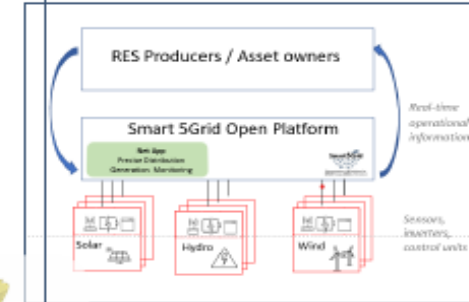 RES Producers / Asset owners
Real-time
operational
information
Smart 5Grid Open Platform
Net App
Precise Distribution
Generation Monitoring
Sensors,
inverters,
control units
Solar
Hydro
Wind